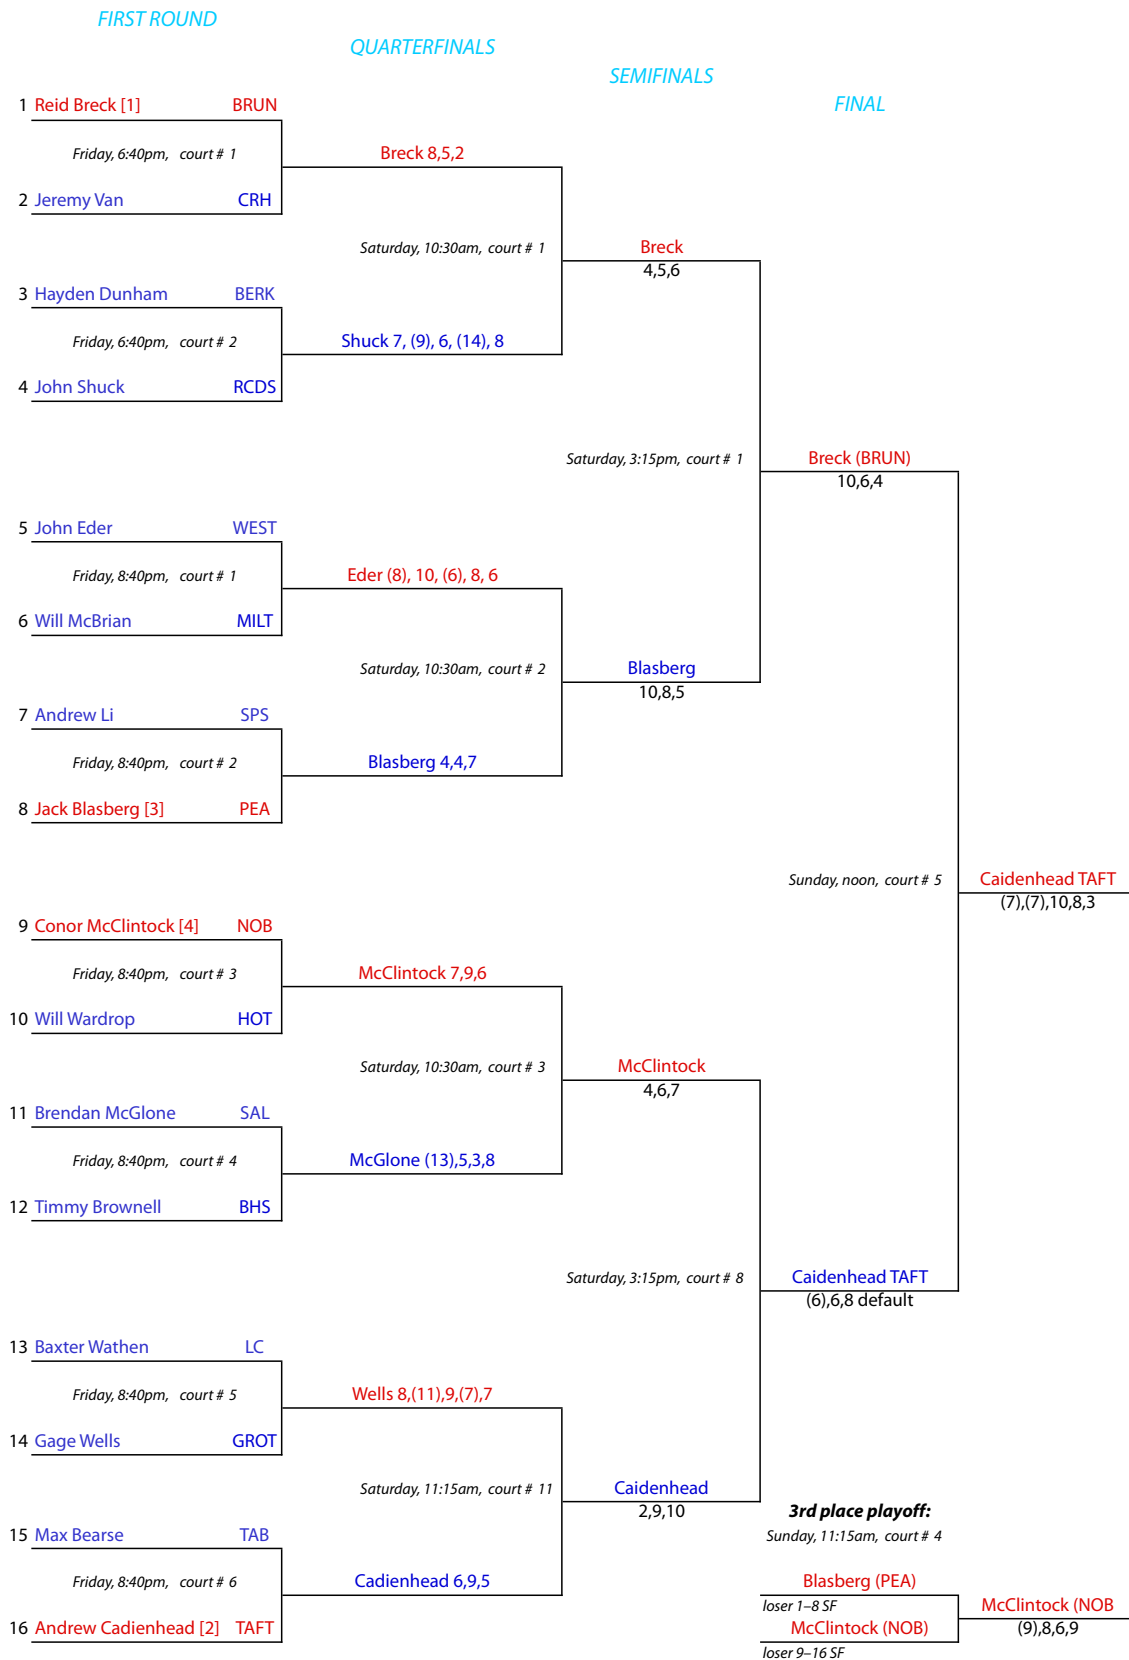 FIRST ROUND
QUARTERFINALS
SEMIFINALS
FINAL
1 Reid Breck [1] BRUN
Friday, 6:40pm, court # 1
Breck 8,5,2
2 Jeremy Van CRH
Saturday, 10:30am, court # 1
Breck
4,5,6
3 Hayden Dunham BERK
Friday, 6:40pm, court # 2
Shuck 7, (9), 6, (14), 8
4 John Shuck RCDS
Saturday, 3:15pm, court # 1
Breck (BRUN)
10,6,4
5 John Eder WEST
Friday, 8:40pm, court # 1
Eder (8), 10, (6), 8, 6
6 Will McBrian MILT
Saturday, 10:30am, court # 2
Blasberg
10,8,5
7 Andrew Li SPS
Friday, 8:40pm, court # 2
Blasberg 4,4,7
8 Jack Blasberg [3] PEA
Sunday, noon, court # 5
Caidenhead TAFT
(7),(7),10,8,3
9 Conor McClintock [4] NOB
Friday, 8:40pm, court # 3
McClintock 7,9,6
10 Will Wardrop HOT
Saturday, 10:30am, court # 3
McClintock
4,6,7
11 Brendan McGlone SAL
Friday, 8:40pm, court # 4
McGlone (13),5,3,8
12 Timmy Brownell BHS
Saturday, 3:15pm, court # 8
Caidenhead TAFT
(6),6,8 default
13 Baxter Wathen LC
Friday, 8:40pm, court # 5
Wells 8,(11),9,(7),7
14 Gage Wells GROT
Saturday, 11:15am, court # 11
Caidenhead
2,9,10
15 Max Bearse TAB
Friday, 8:40pm, court # 6
Cadienhead 6,9,5
16 Andrew Cadienhead [2] TAFT
3rd place playoff:
Sunday, 11:15am, court # 4
Blasberg (PEA)
loser 1–8 SF
McClintock (NOB
(9),8,6,9
McClintock (NOB)
loser 9–16 SF